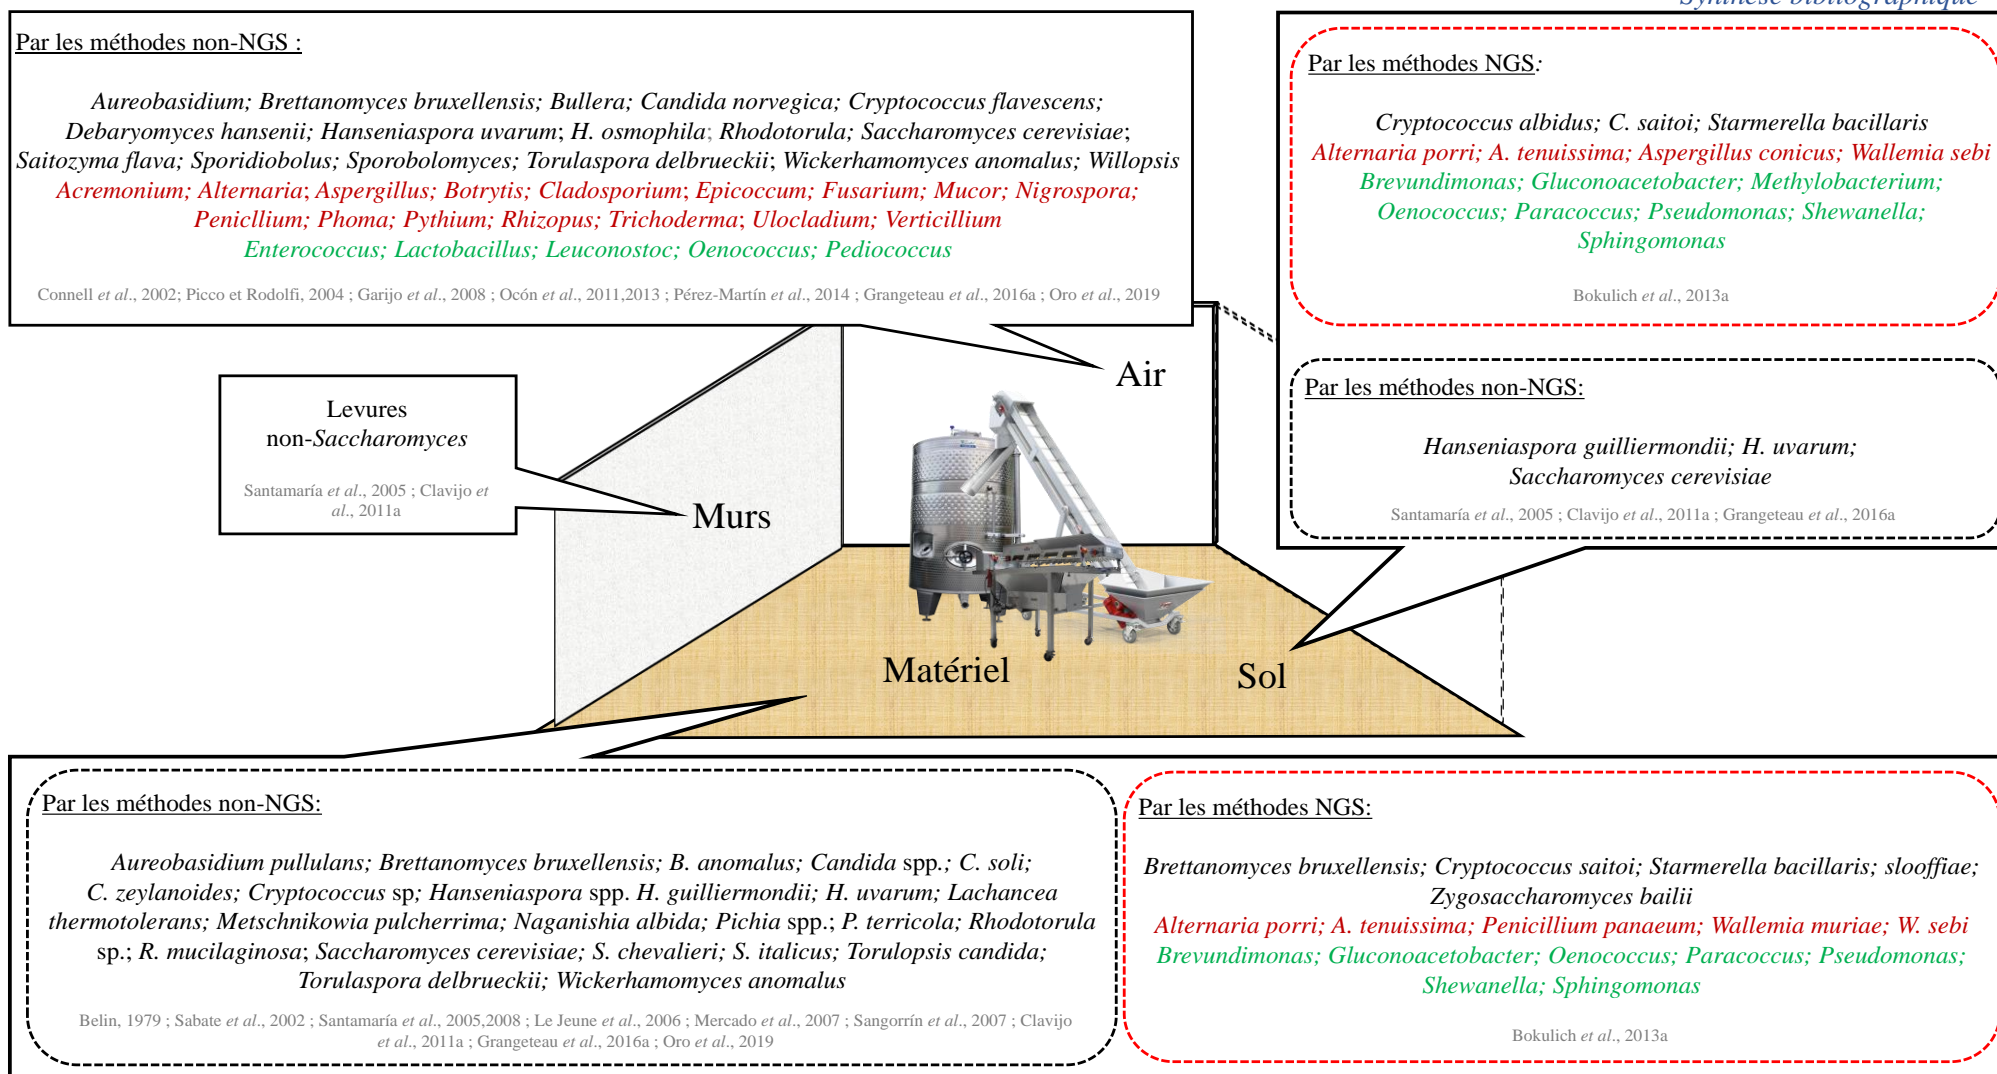 Synthèse bibliographique
Par les méthodes non-NGS :
Aureobasidium; Brettanomyces bruxellensis; Bullera; Candida norvegica; Cryptococcus flavescens;
Debaryomyces hansenii; Hanseniaspora uvarum; H. osmophila; Rhodotorula; Saccharomyces cerevisiae;
Saitozyma flava; Sporidiobolus; Sporobolomyces; Torulaspora delbrueckii; Wickerhamomyces anomalus; Willopsis
Acremonium; Alternaria; Aspergillus; Botrytis; Cladosporium; Epicoccum; Fusarium; Mucor; Nigrospora;
Penicllium; Phoma; Pythium; Rhizopus; Trichoderma; Ulocladium; Verticillium
Enterococcus; Lactobacillus; Leuconostoc; Oenococcus; Pediococcus
Connell et al., 2002; Picco et Rodolfi, 2004 ; Garijo et al., 2008 ; Ocón et al., 2011,2013 ; Pérez-Martín et al., 2014 ; Grangeteau et al., 2016a ; Oro et al., 2019
Par les méthodes NGS:
Cryptococcus albidus; C. saitoi; Starmerella bacillaris
Alternaria porri; A. tenuissima; Aspergillus conicus; Wallemia sebi
Brevundimonas; Gluconoacetobacter; Methylobacterium;
Oenococcus; Paracoccus; Pseudomonas; Shewanella;
Sphingomonas
Bokulich et al., 2013a
Par les méthodes non-NGS:
Hanseniaspora guilliermondii; H. uvarum;
Saccharomyces cerevisiae
Santamaría et al., 2005 ; Clavijo et al., 2011a ; Grangeteau et al., 2016a
Levures
non-Saccharomyces
Santamaría et al., 2005 ; Clavijo et
al., 2011a
Air
Murs
Matériel
Sol
Par les méthodes non-NGS:
Aureobasidium pullulans; Brettanomyces bruxellensis; B. anomalus; Candida spp.; C. soli;
C. zeylanoides; Cryptococcus sp; Hanseniaspora spp. H. guilliermondii; H. uvarum; Lachancea
thermotolerans; Metschnikowia pulcherrima; Naganishia albida; Pichia spp.; P. terricola; Rhodotorula
sp.; R. mucilaginosa; Saccharomyces cerevisiae; S. chevalieri; S. italicus; Torulopsis candida;
Torulaspora delbrueckii; Wickerhamomyces anomalus
Belin, 1979 ; Sabate et al., 2002 ; Santamaría et al., 2005,2008 ; Le Jeune et al., 2006 ; Mercado et al., 2007 ; Sangorrín et al., 2007 ; Clavijo
et al., 2011a ; Grangeteau et al., 2016a ; Oro et al., 2019
Par les méthodes NGS:
Brettanomyces bruxellensis; Cryptococcus saitoi; Starmerella bacillaris; slooffiae;
Zygosaccharomyces bailii
Alternaria porri; A. tenuissima; Penicillium panaeum; Wallemia muriae; W. sebi
Brevundimonas; Gluconoacetobacter; Oenococcus; Paracoccus; Pseudomonas;
Shewanella; Sphingomonas
Bokulich et al., 2013a